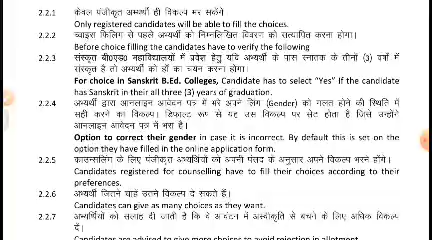 2.2.1 केवल पंजीकृत अभ्यर्थी ही विकल्प भर सकेंगे
Only registered candidates will be able to fill the choices.
2.2.2 च्वाइस फिलिंग से पहले अभ्यर्थी को निम्नलिखित विवरण को सत्यापित करना होगा।
Before choice filling the candidates have to verify the following
2.2.3 संस्कृत बी०एड० महाविद्यालयों में प्रवेश हेतु यदि अभ्यर्थी के पास स्नातक के तीनों (3) वर्षों में
संस्कृत है तो अभ्यर्थी को हाँ का चयन करना होगा।
For choice in Sanskrit B.Ed. Colleges, Candidate has to select "Yes" If the candidate
has Sanskrit in their all three (3) years of graduation.
2.2.4 अभ्यर्थी द्वारा आनलाइन आवेदन पत्र में भरे अपने लिंग (Gender) को गलत होने की स्थिति में
सही करने का विकल्प। डिफाल्ट रूप से यह उस विकल्प पर सेट होता है जिसे उन्होंने
आनलाइन आवेदन पत्र में भरा है।
Option to correct their gender in case it is incorrect. By default this is set on the
option they have filled in the online application form.
2.2.5 काउन्सलिंग के लिए पंजीकृत अभ्यर्थियों को अपनी पंसद के अनुसार अपने विकल्प भरने होंगे।
Candidates registered for counselling have to fill their choices according to their
preferences.
2.2.6 अभ्यर्थी जितने चाहें उतने विकल्प दे सकते हैं।
Candidates can give as many choices as they want.
2.2.7 अभ्यर्थियों को सलाह दी जाती है कि वे आवंटन में अस्वीकृति से बचने के लिए अधिक विकल्प
दें।
Candidates are advised to give more choices to avoid rejection in allotment.